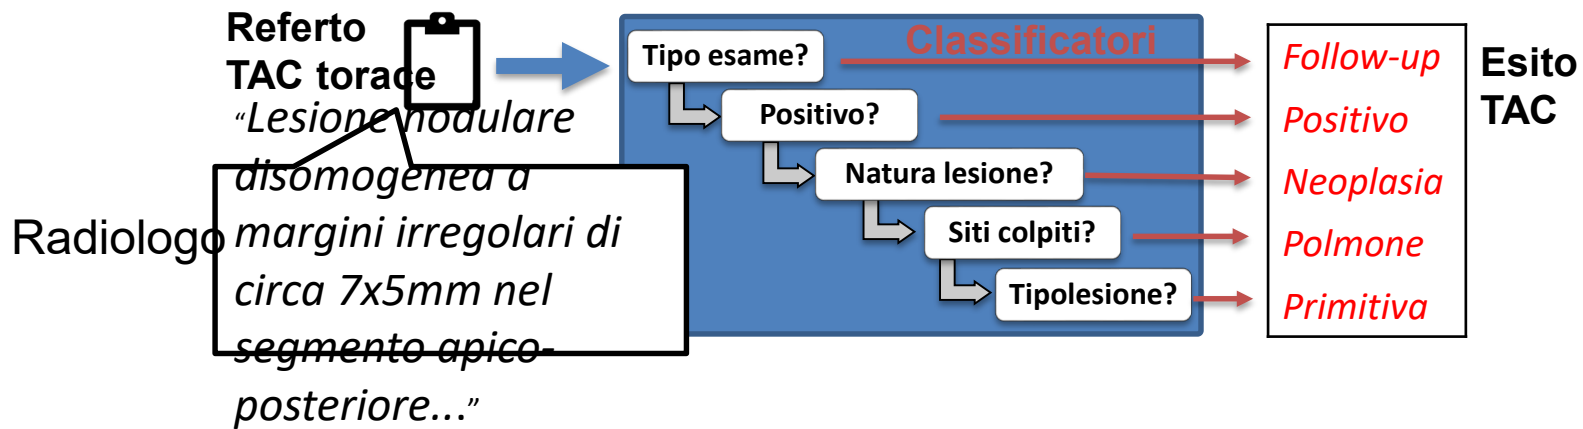 Referto
TAC torace
“Lesione nodulare
disomogenea a
margini irregolari di
circa 7x5mm nel
segmento apico-
posteriore...”
Radiologo
Classificatori
Tipo esame?
Positivo?
Natura lesione?
Siti colpiti?
Tipolesione?
Follow-up
Positivo
Neoplasia
Polmone
Primitiva
Esito
TAC